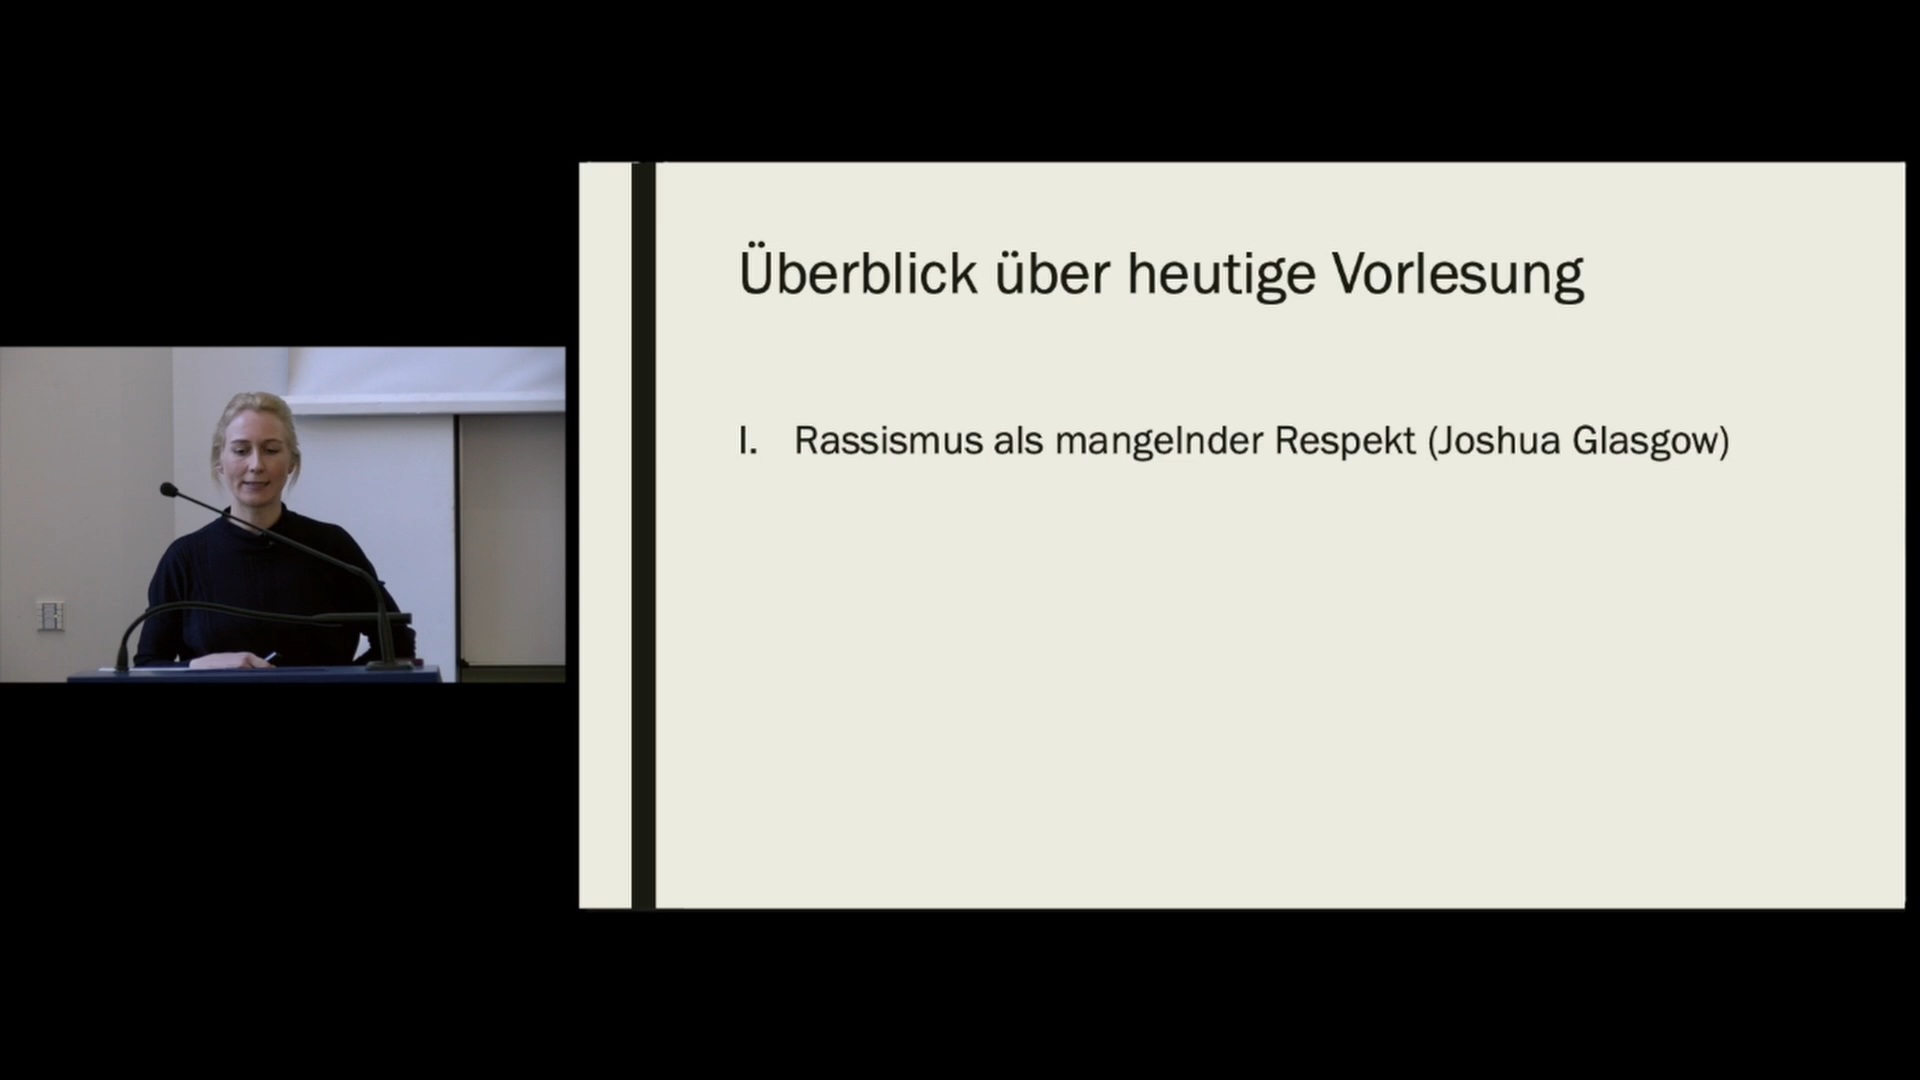 Überblick über heutige Vorlesung
I. Rassismus als mangelnder Respekt (Joshua Glasgow)